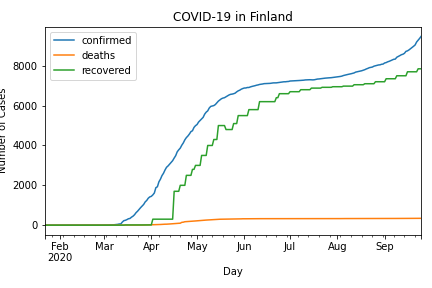 COVID-19 in Finland
confirmed
deaths
recovered
8000
6000
4000
2000
0
Number of Cases
Feb
2020
Mar
Apr
May
Jun
Jul
Aug
Sep
Day